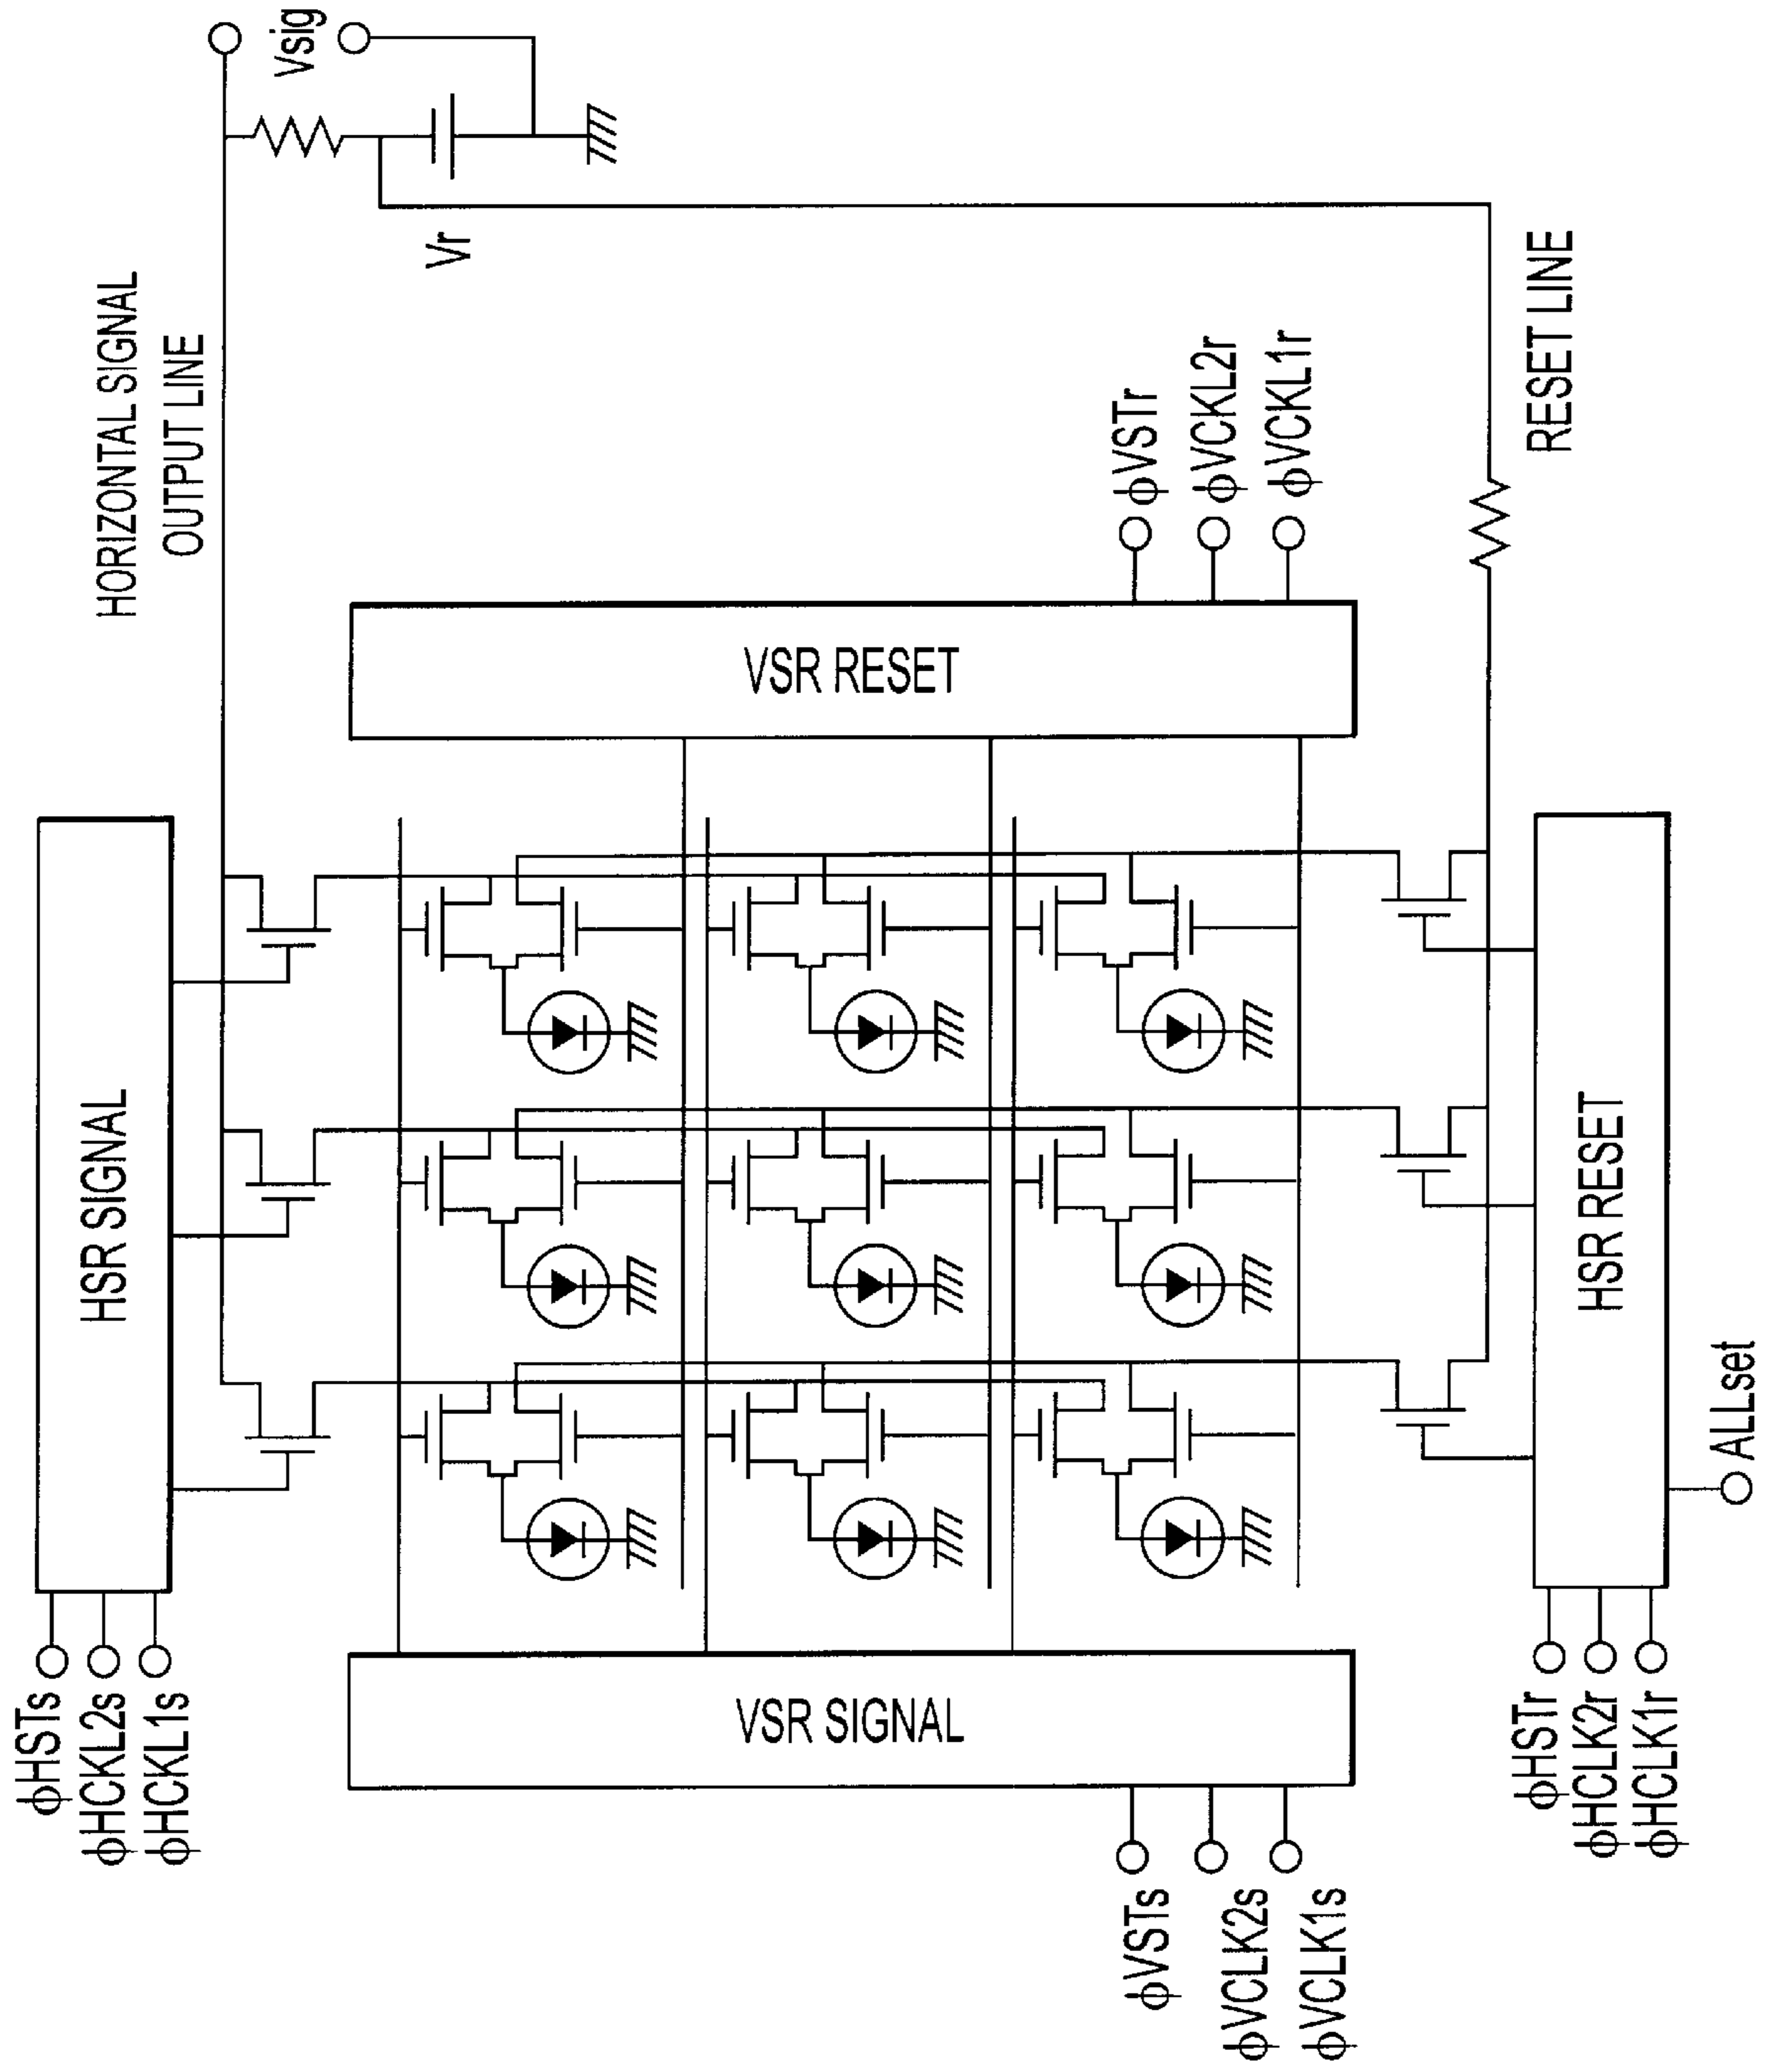 φHSTs
φHCKL2s
φHCKL1s
HSR SIGNAL
HORIZONTAL SIGNAL
OUTPUT LINE
Vsig
Vr
φVSTs
φVCLK2s
φVCLK1s
VSR SIGNAL
VSR RESET
φVSTr
φVCKL2r
φVCKL1r
RESET LINE
φHSTr
φHCLK2r
φHCLK1r
HSR RESET
ALLset